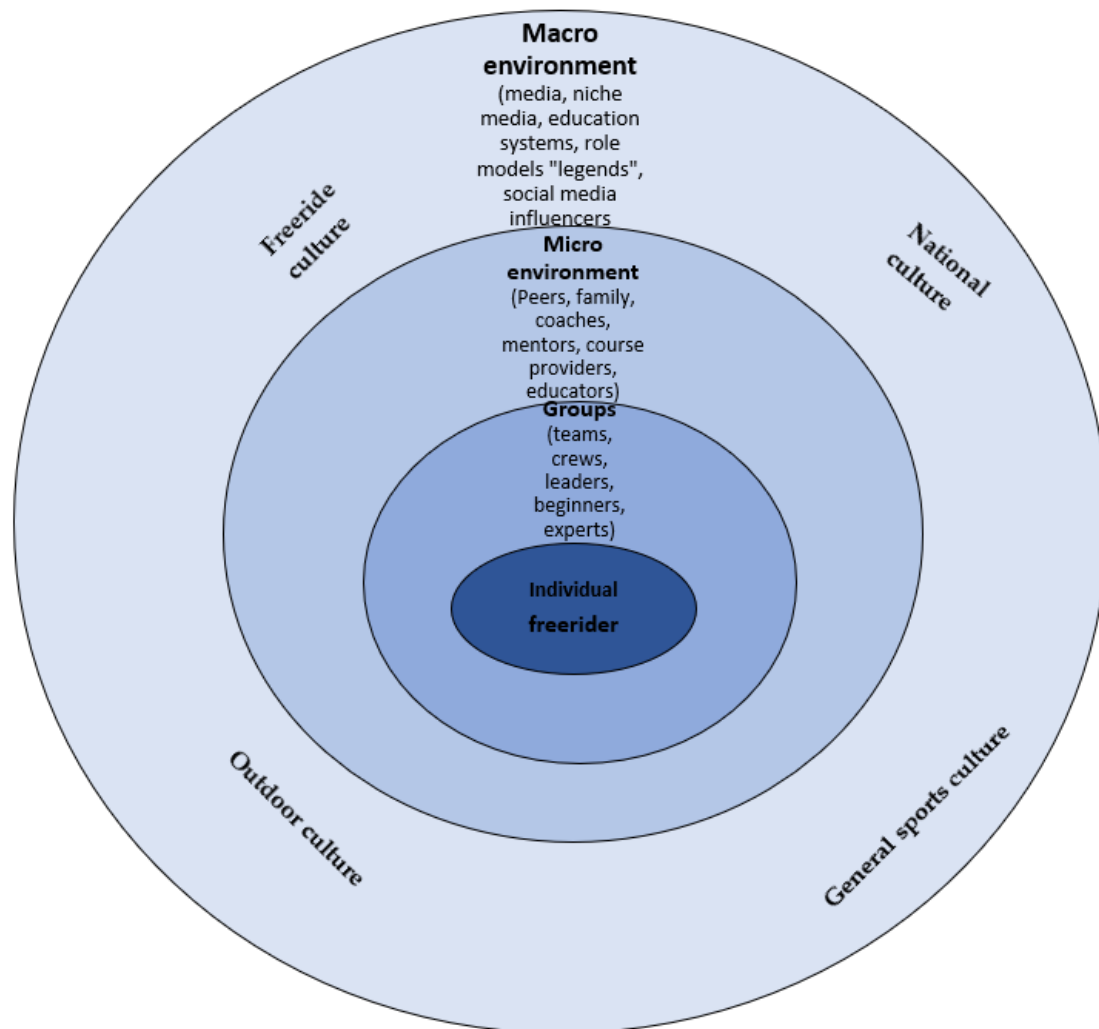 Macro
environment
(media, niche
media, education
systems, role
models "legends",
social media
influencers
Freeride
culture
National
culture
Micro
environment
(Peers, family,
coaches,
mentors, course
providers,
educators)
Groups
(teams,
crews,
leaders,
beginners,
experts)
Individual
freerider
Outdoor culture
General sports culture